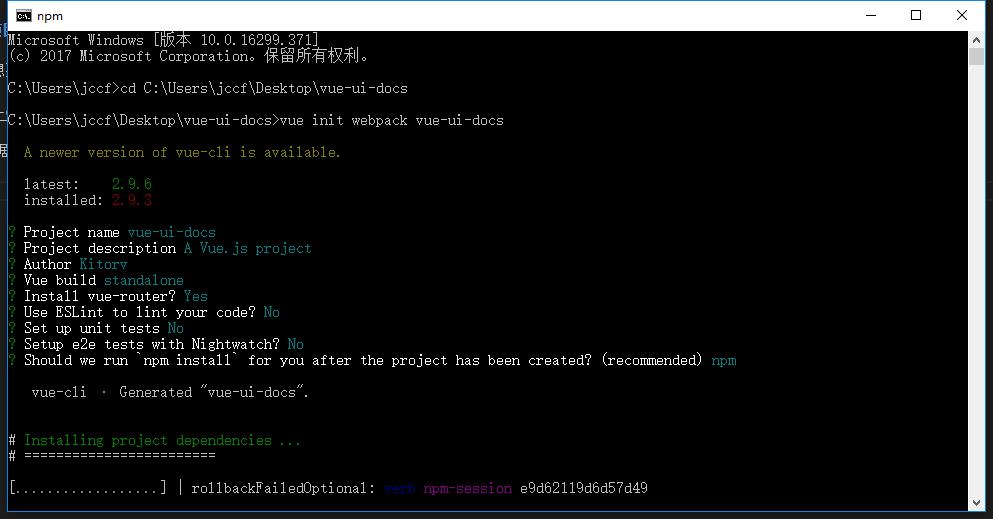 npm
Microsoft Windows [版本 10.0.16299.371]
(c) 2017 Microsoft Corporation。保留所有权利。
C:\Users\jccf>cd C:\Users\jccf\Desktop\vue-ui-docs
C:\Users\jccf\Desktop\vue-ui-docs>vue init webpack vue-ui-docs
A newer version of vue-cli is available.
latest: 2.9.6
installed: 2.9.3
? Project name vue-ui-docs
? Project description A Vue.js project
? Author Kitorv
? Vue build standalone
? Install vue-router? Yes
? Use ESLint to lint your code? No
? Set up unit tests No
? Setup e2e tests with Nightwatch? No
? Should we run `npm install` for you after the project has been created? (recommended) npm
vue-cli · Generated "vue-ui-docs".
# Installing project dependencies ...
# ========================
[..................] | rollbackFailedOptional: verb npm-session e9d62119d6d57d49